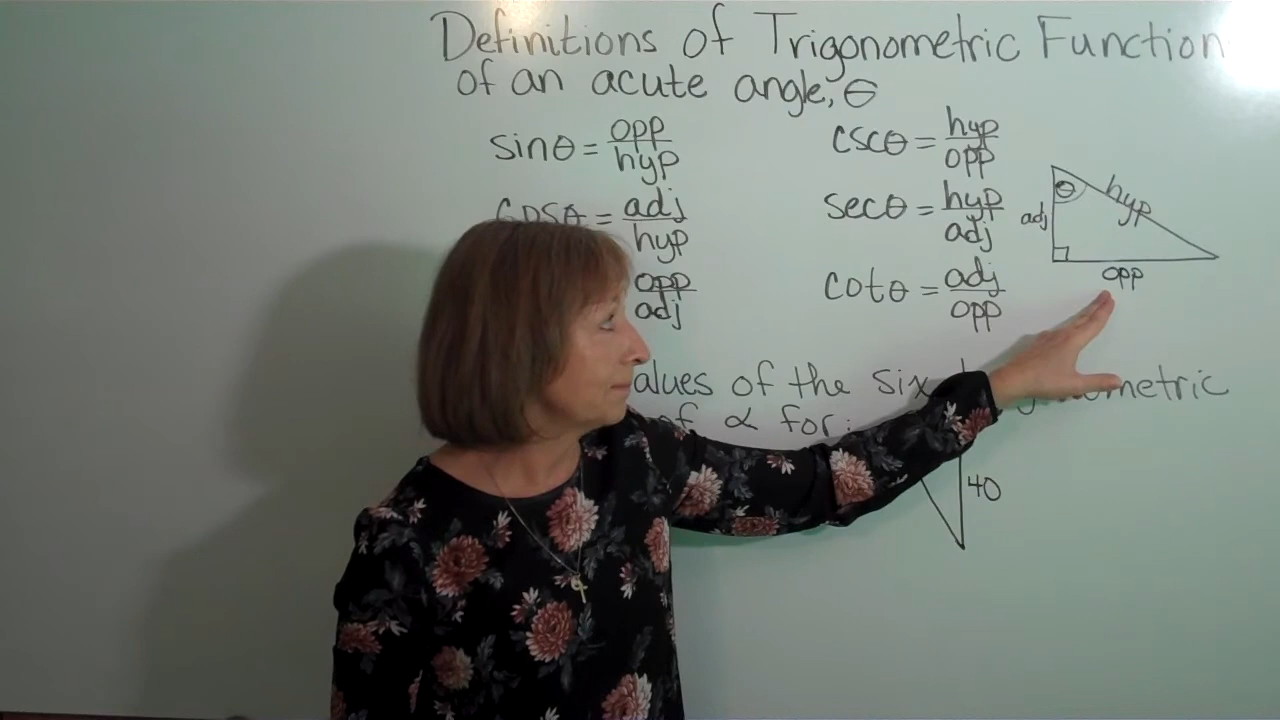 Definitions of Trigonometric Function
of an acute angle, θ
sinθ = opp/hyp
cscθ = hyp/opp
cosθ = adj/hyp
secθ = hyp/adj
opp/adj
cotθ = adj/opp
θ
hyp
adj
opp
alues of the six
metric
of α for:
40